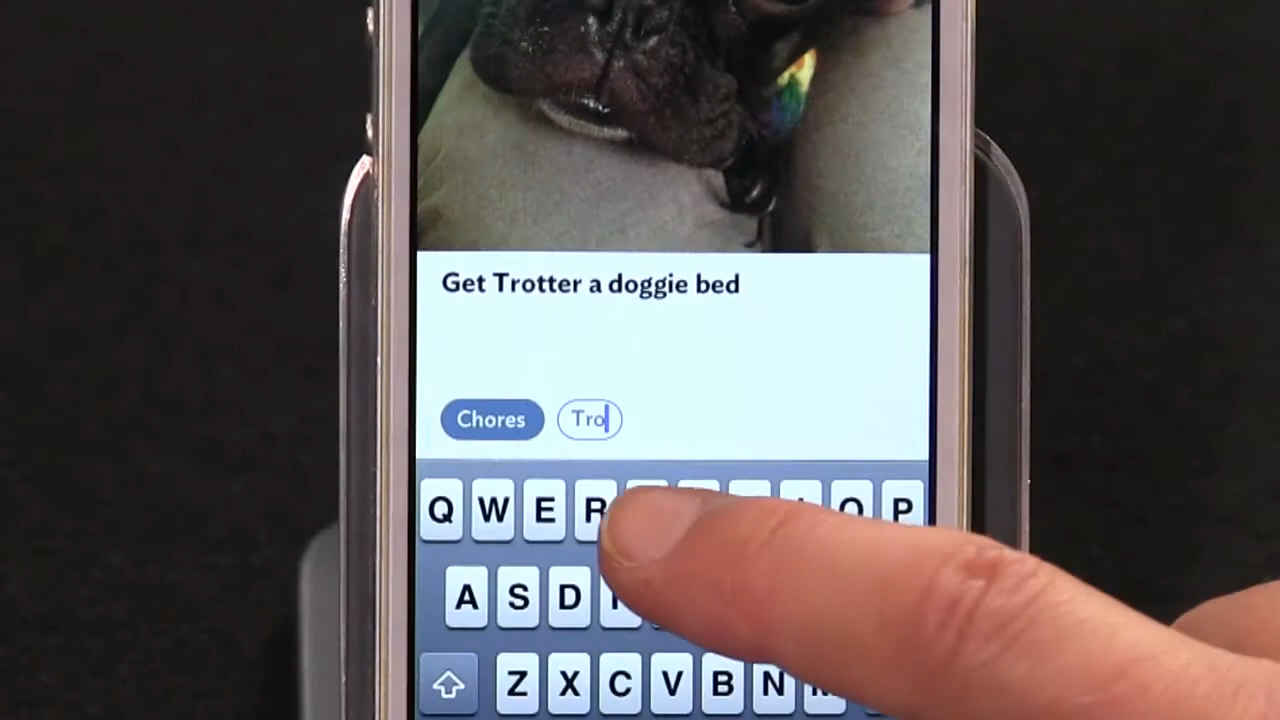 Get Trotter a doggie bed
Chores Tro
Q W E R O P
A S D
Z X C V B N M